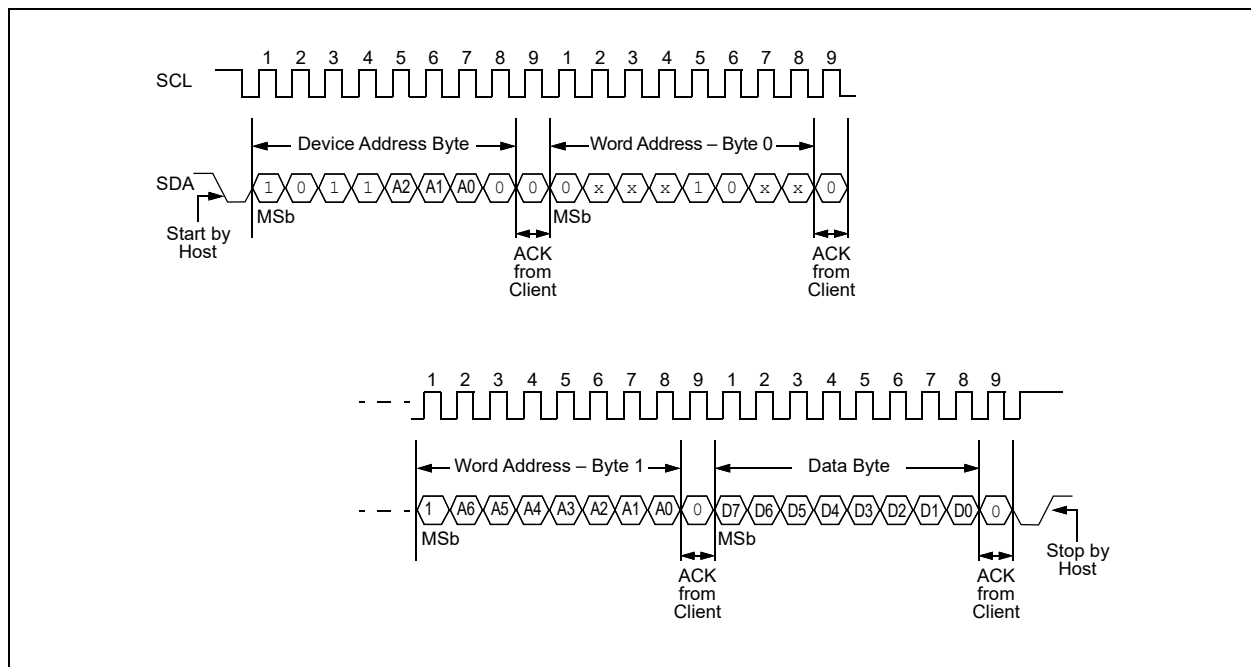 1 2 3 4 5 6 7 8 9 1 2 3 4 5 6 7 8 9
SCL
Device Address Byte Word Address – Byte 0
SDA 1 0 1 1 A2 A1 A0 0 0 0 x x x 1 0 x x 0
MSb MSb
Start by
Host
ACK
from
Client
ACK
from
Client
1 2 3 4 5 6 7 8 9 1 2 3 4 5 6 7 8 9
Word Address – Byte 1 Data Byte
1 A6 A5 A4 A3 A2 A1 A0 0 D7 D6 D5 D4 D3 D2 D1 D0 0
MSb MSb
Stop by
Host
ACK
from
Client
ACK
from
Client